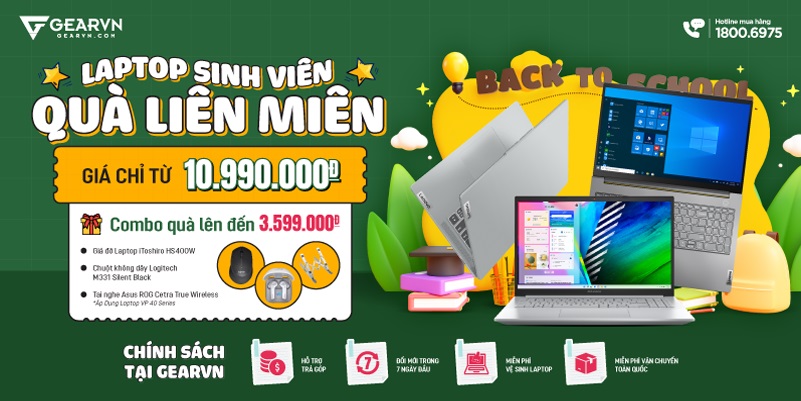 GEARVN
GEARVN.COM
Hotline mua hàng
1800.6975
LAPTOP SINH VIÊN
QUÀ LIÊN MIÊN
BACK TO SCHOOL
GIÁ CHỈ TỪ 10.990.000Đ
Combo quà lên đến 3.599.000Đ
Giá đỡ Laptop iToshiro HS400W
Chuột không dây Logitech
M331 Silent Black
Tai nghe Asus ROG Cetra True Wireless
*Áp Dụng Laptop VP 40 Series
CHÍNH SÁCH
TẠI GEARVN
HỖ TRỢ
TRẢ GÓP
7
ĐỔI MỚI TRONG
7 NGÀY ĐẦU
MIỄN PHÍ
VỆ SINH LAPTOP
MIỄN PHÍ VẬN CHUYỂN
TOÀN QUỐC